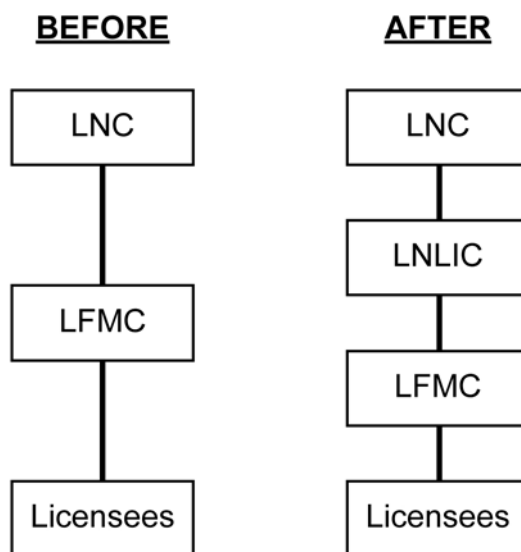 BEFORE
LNC
LFMC
Licensees
AFTER
LNC
LNLIC
LFMC
Licensees